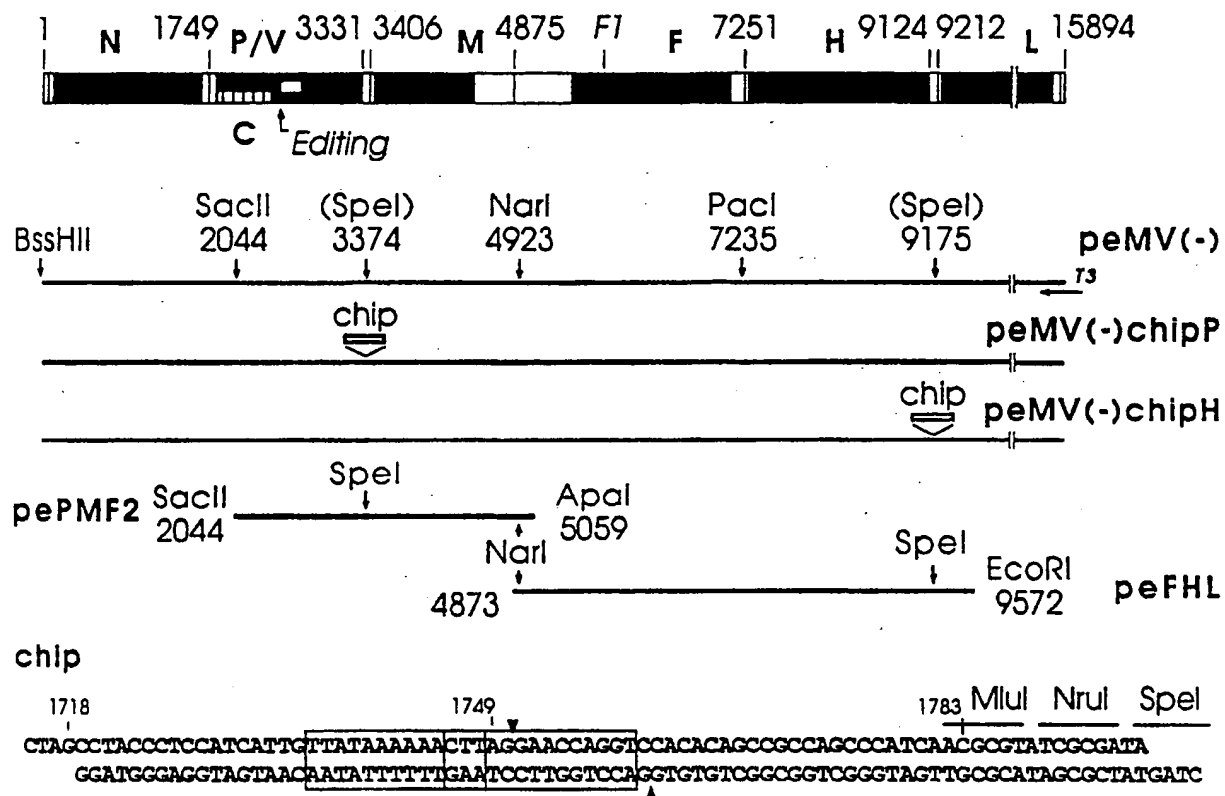 1 N 1749 P/V 3331 3406 M 4875 F1 F 7251 H 9124 9212 L 15894
C Editing
SacII (SpeI) NarI PacI (SpeI)
BssHII 2044 3374 4923 7235 9175 peMV(-)
T3
chip
peMV(-)chipP
chip
peMV(-)chipH
SpeI
pePMF2 SacII ApaI
2044 5059
NarI SpeI
EcoRI
4873 9572 peFHL
chip
1718 1749 1783 MluI NruI SpeI
CTAGCCTACCCTCCATCATTGTTATAAAAAACTTAGGAACCAGGTCCACACAGCCGCCAGCCCATCAACGCGTATCGCGATA
GGATGGGAGGTAGTAACAATATTTTTTGAATCCTTGGTCCAGGTGTGTCGGCGGTCGGGTAGTTGCGCATAGCGCTATGATC